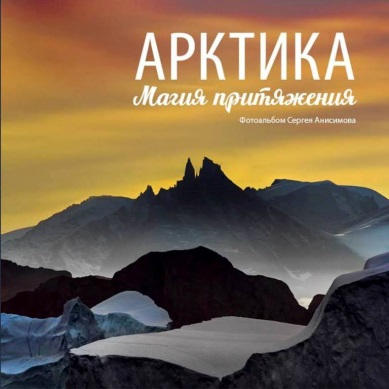 АРКТИКА
Магия притяжения
Фотоальбом Сергея Анисимова